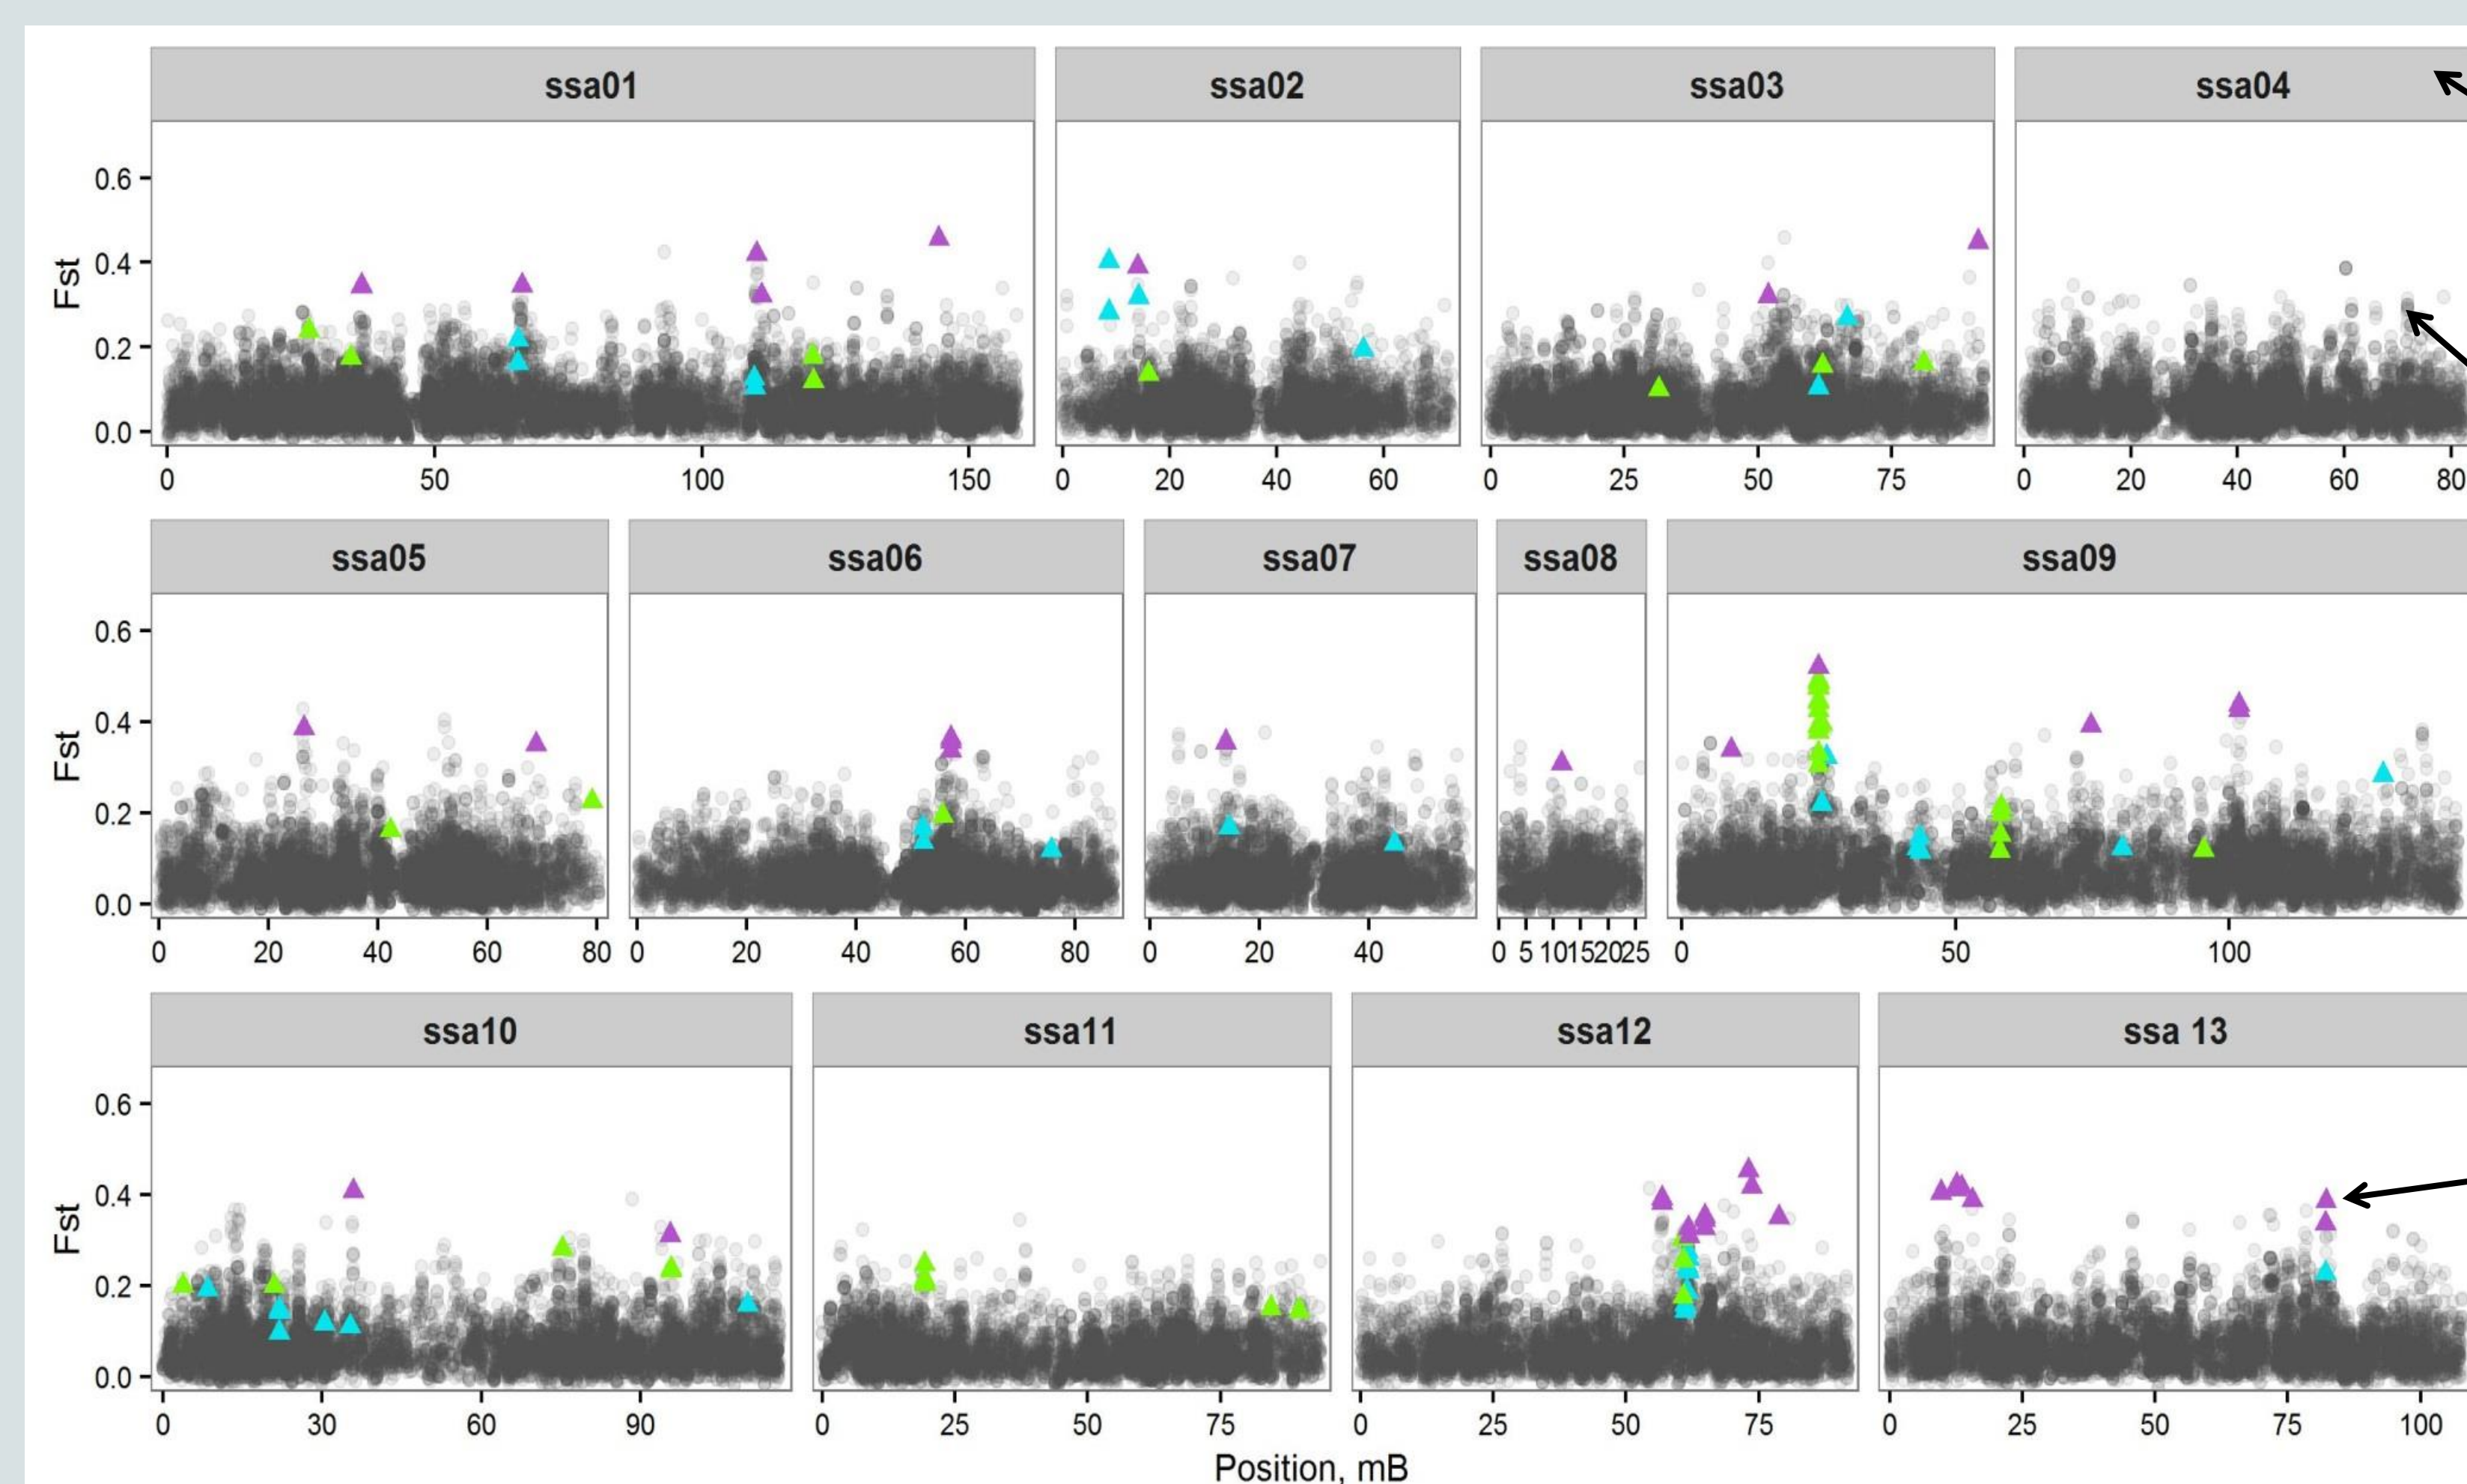 ssa01 ssa02 ssa03 ssa04
Fst
0.6
0.4
0.2
0.0
0 50 100 150 0 20 40 60 0 25 50 75 0 20 40 60 80
ssa05 ssa06 ssa07 ssa08 ssa09
Fst
0.6
0.4
0.2
0.0
0 20 40 60 80 0 20 40 60 80 0 20 40 0 5 10 15 20 25 0 50 100
ssa10 ssa11 ssa12 ssa 13
Fst
0.6
0.4
0.2
0.0
0 30 60 90 0 25 50 75 0 25 50 75 0 25 50 75 100
Position, mB